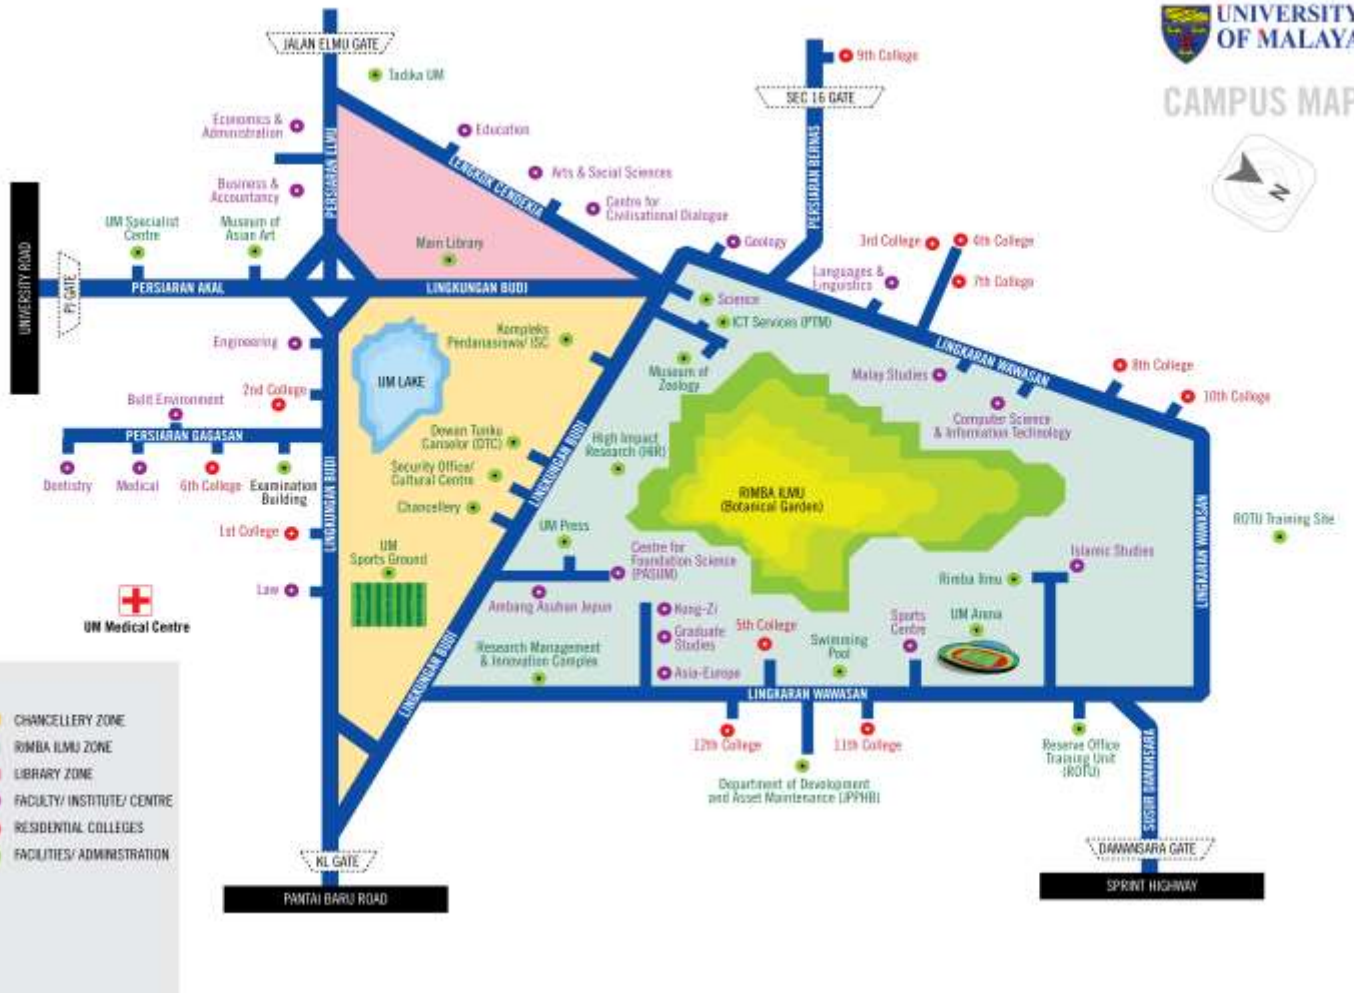 UNIVERSITY
OF MALAYA
CAMPUS MAP
N
JALAN ELMU GATE
Tadika UM
9th College
SEC 16 GATE
Economics &
Administration
PERSIARAN ELMU
Education
LENGKOK CENDEKIA
Arts & Social Sciences
PERSIARAN BERNAS
Business &
Accountancy
Centre for
Civilisational Dialogue
UM Specialist
Centre
Museum of
Asian Art
Main Library
Geology
3rd College
4th College
UNIVERSITY ROAD
PJ GATE
PERSIARAN AKAL
LINGKUNGAN BUDI
Languages &
Linguistics
7th College
Science
ICT Services (PTM)
Engineering
Kompleks
Perdanasiswa/ ISC
LINGKARAN WAWASAN
UM LAKE
Museum of
Zoology
Malay Studies
8th College
2nd College
10th College
Bulit Environment
Computer Science
& Information Technology
PERSIARAN GAGASAN
Dewan Tunku
Canselor (DTC)
High Impact
Research (HIR)
LINGKUNGAN BUDI
Security Office/
Cultural Centre
Dentistry
Medical
6th College
Examination
Building
LINGKUNGAN BUDI
Chancellery
RIMBA ILMU
(Botanical Garden)
LINGKARAN WAWASAN
ROTU Training Site
1st College
UM Press
UM
Sports Ground
Centre for
Foundation Science
(PASUM)
Islamic Studies
Rimba Ilmu
Law
Ambang Asuhan Jepun
UM Medical Centre
Kong-Zi
Graduate
Studies
5th College
Sports
Centre
UM Arena
Swimming
Pool
Research Management
& Innovation Complex
LINGKUNGAN BUDI
Asia-Europe
LINGKARAN WAWASAN
12th College
11th College
Reserve Office
Training Unit
(ROTU)
SUSUR DAMANSARA
Department of Development
and Asset Maintenance (JPPHB)
CHANCELLERY ZONE
RIMBA ILMU ZONE
LIBRARY ZONE
FACULTY/ INSTITUTE/ CENTRE
RESIDENTIAL COLLEGES
FACILITIES/ ADMINISTRATION
KL GATE
PANTAI BARU ROAD
DAMANSARA GATE
SPRINT HIGHWAY